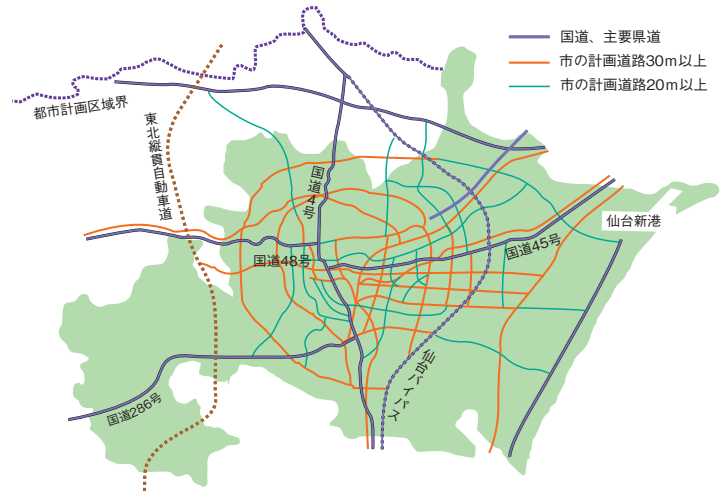 国道、主要県道
市の計画道路30m以上
市の計画道路20m以上
都市計画区域界
東北縦貫自動車道
国道4号
仙台新港
国道45号
国道48号
仙台バイパス
国道286号